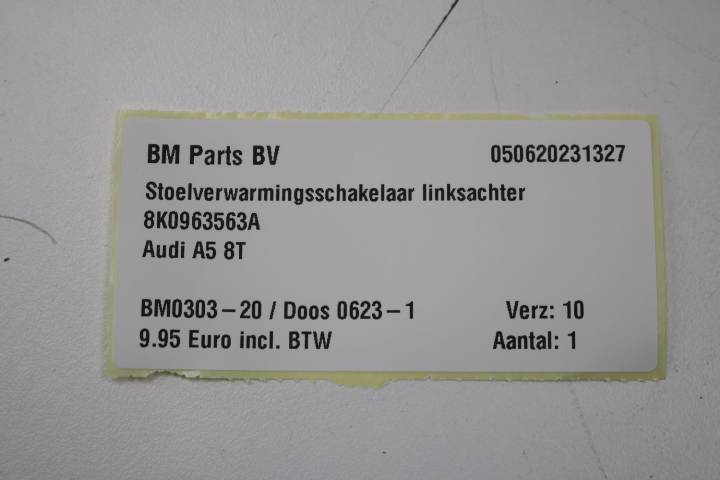 BM Parts BV 050620231327
Stoelverwarmingsschakelaar linksachter
8K0963563A
Audi A5 8T
BM0303-20 / Doos 0623-1 Verz: 10
9.95 Euro incl. BTW Aantal: 1